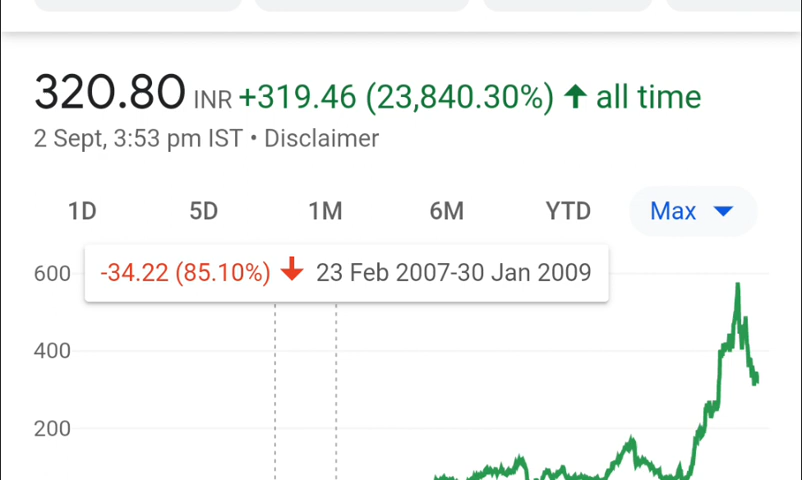 320.80 INR +319.46 (23,840.30%) ↑ all time
2 Sept, 3:53 pm IST • Disclaimer
1D 5D 1M 6M YTD Max
600 -34.22 (85.10%) ↓ 23 Feb 2007-30 Jan 2009
400
200